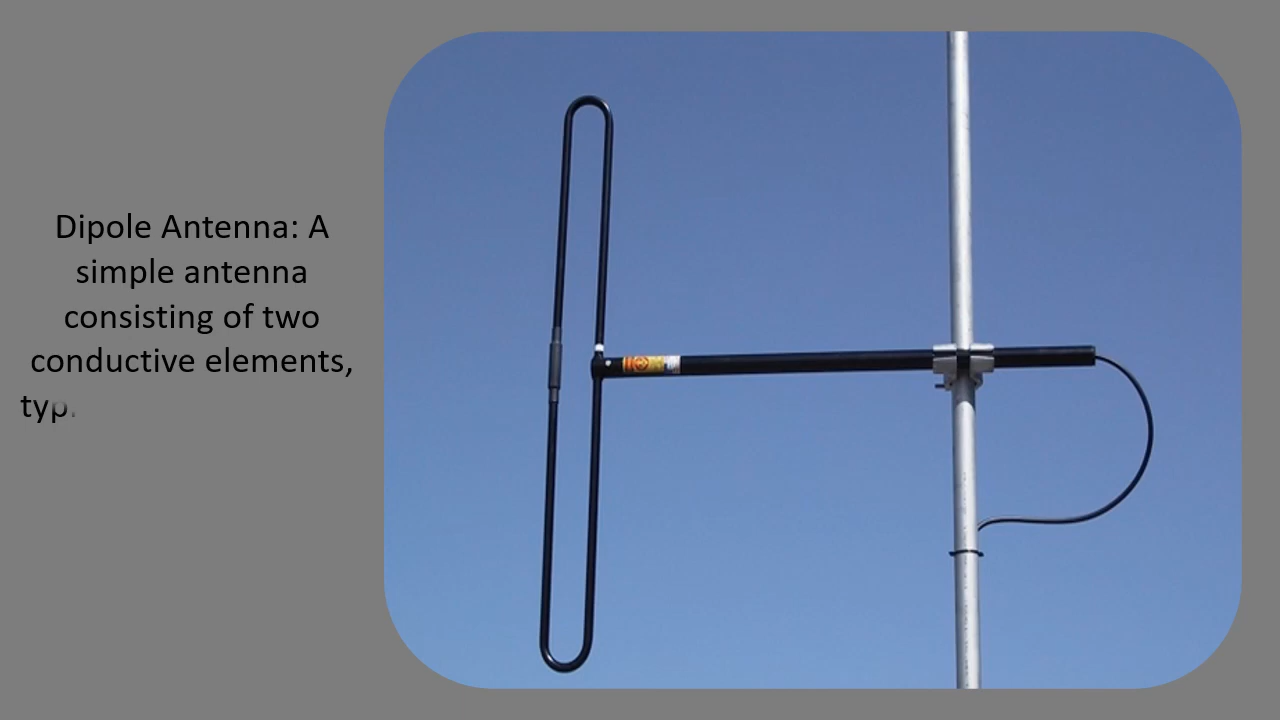 Dipole Antenna: A
simple antenna
consisting of two
conductive elements,